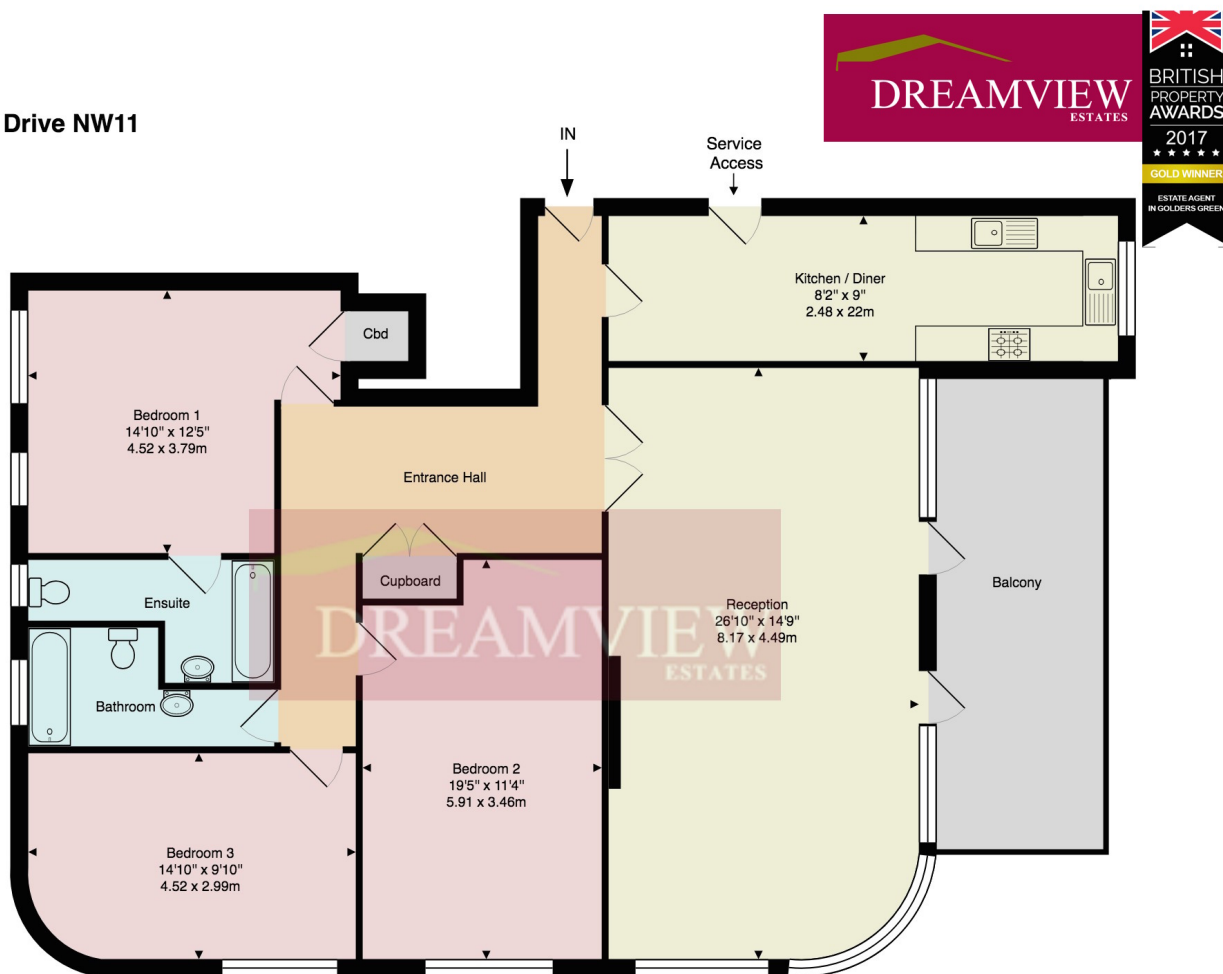 Drive NW11
DREAMVIEW
ESTATES
BRITISH
PROPERTY
AWARDS
2017
GOLD WINNER
ESTATE AGENT
IN GOLDERS GREEN
IN
Service
Access
Kitchen / Diner
8'2" x 9"
2.48 x 22m
Cbd
Bedroom 1
14'10" x 12'5"
4.52 x 3.79m
Entrance Hall
Cupboard
Ensuite
Bathroom
Reception
26'10" x 14'9"
8.17 x 4.49m
Balcony
DREAMVIEW
ESTATES
Bedroom 2
19'5" x 11'4"
5.91 x 3.46m
Bedroom 3
14'10" x 9'10"
4.52 x 2.99m